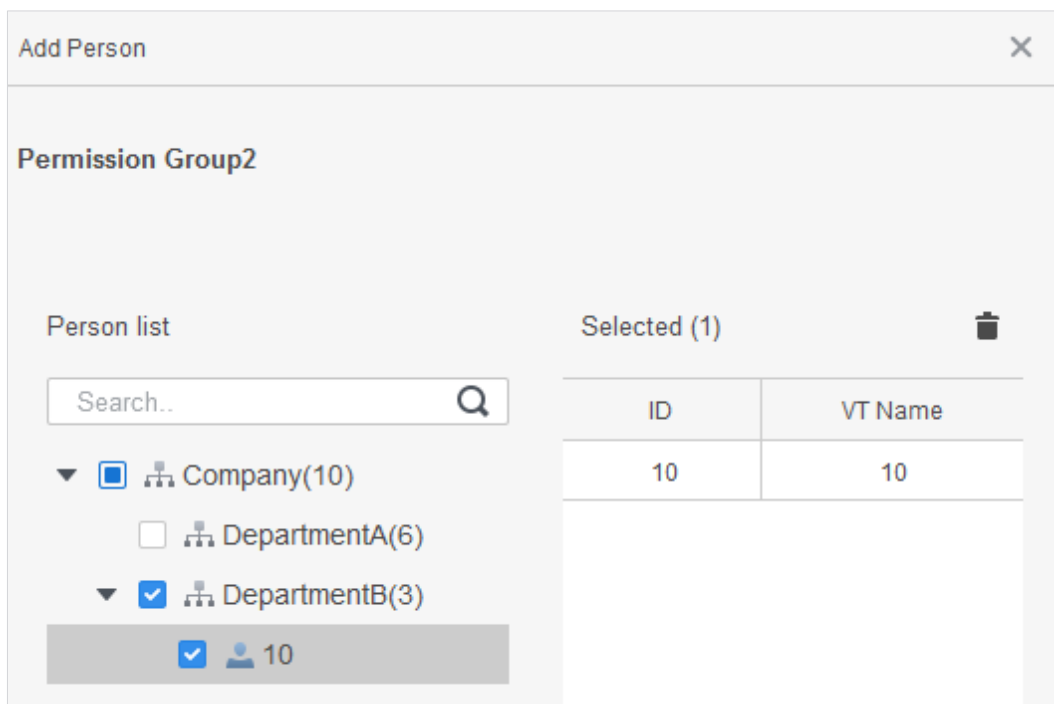 Add Person
Permission Group2
Person list
Search..
Company(10)
DepartmentA(6)
DepartmentB(3)
10
Selected (1)
ID VT Name
10 10